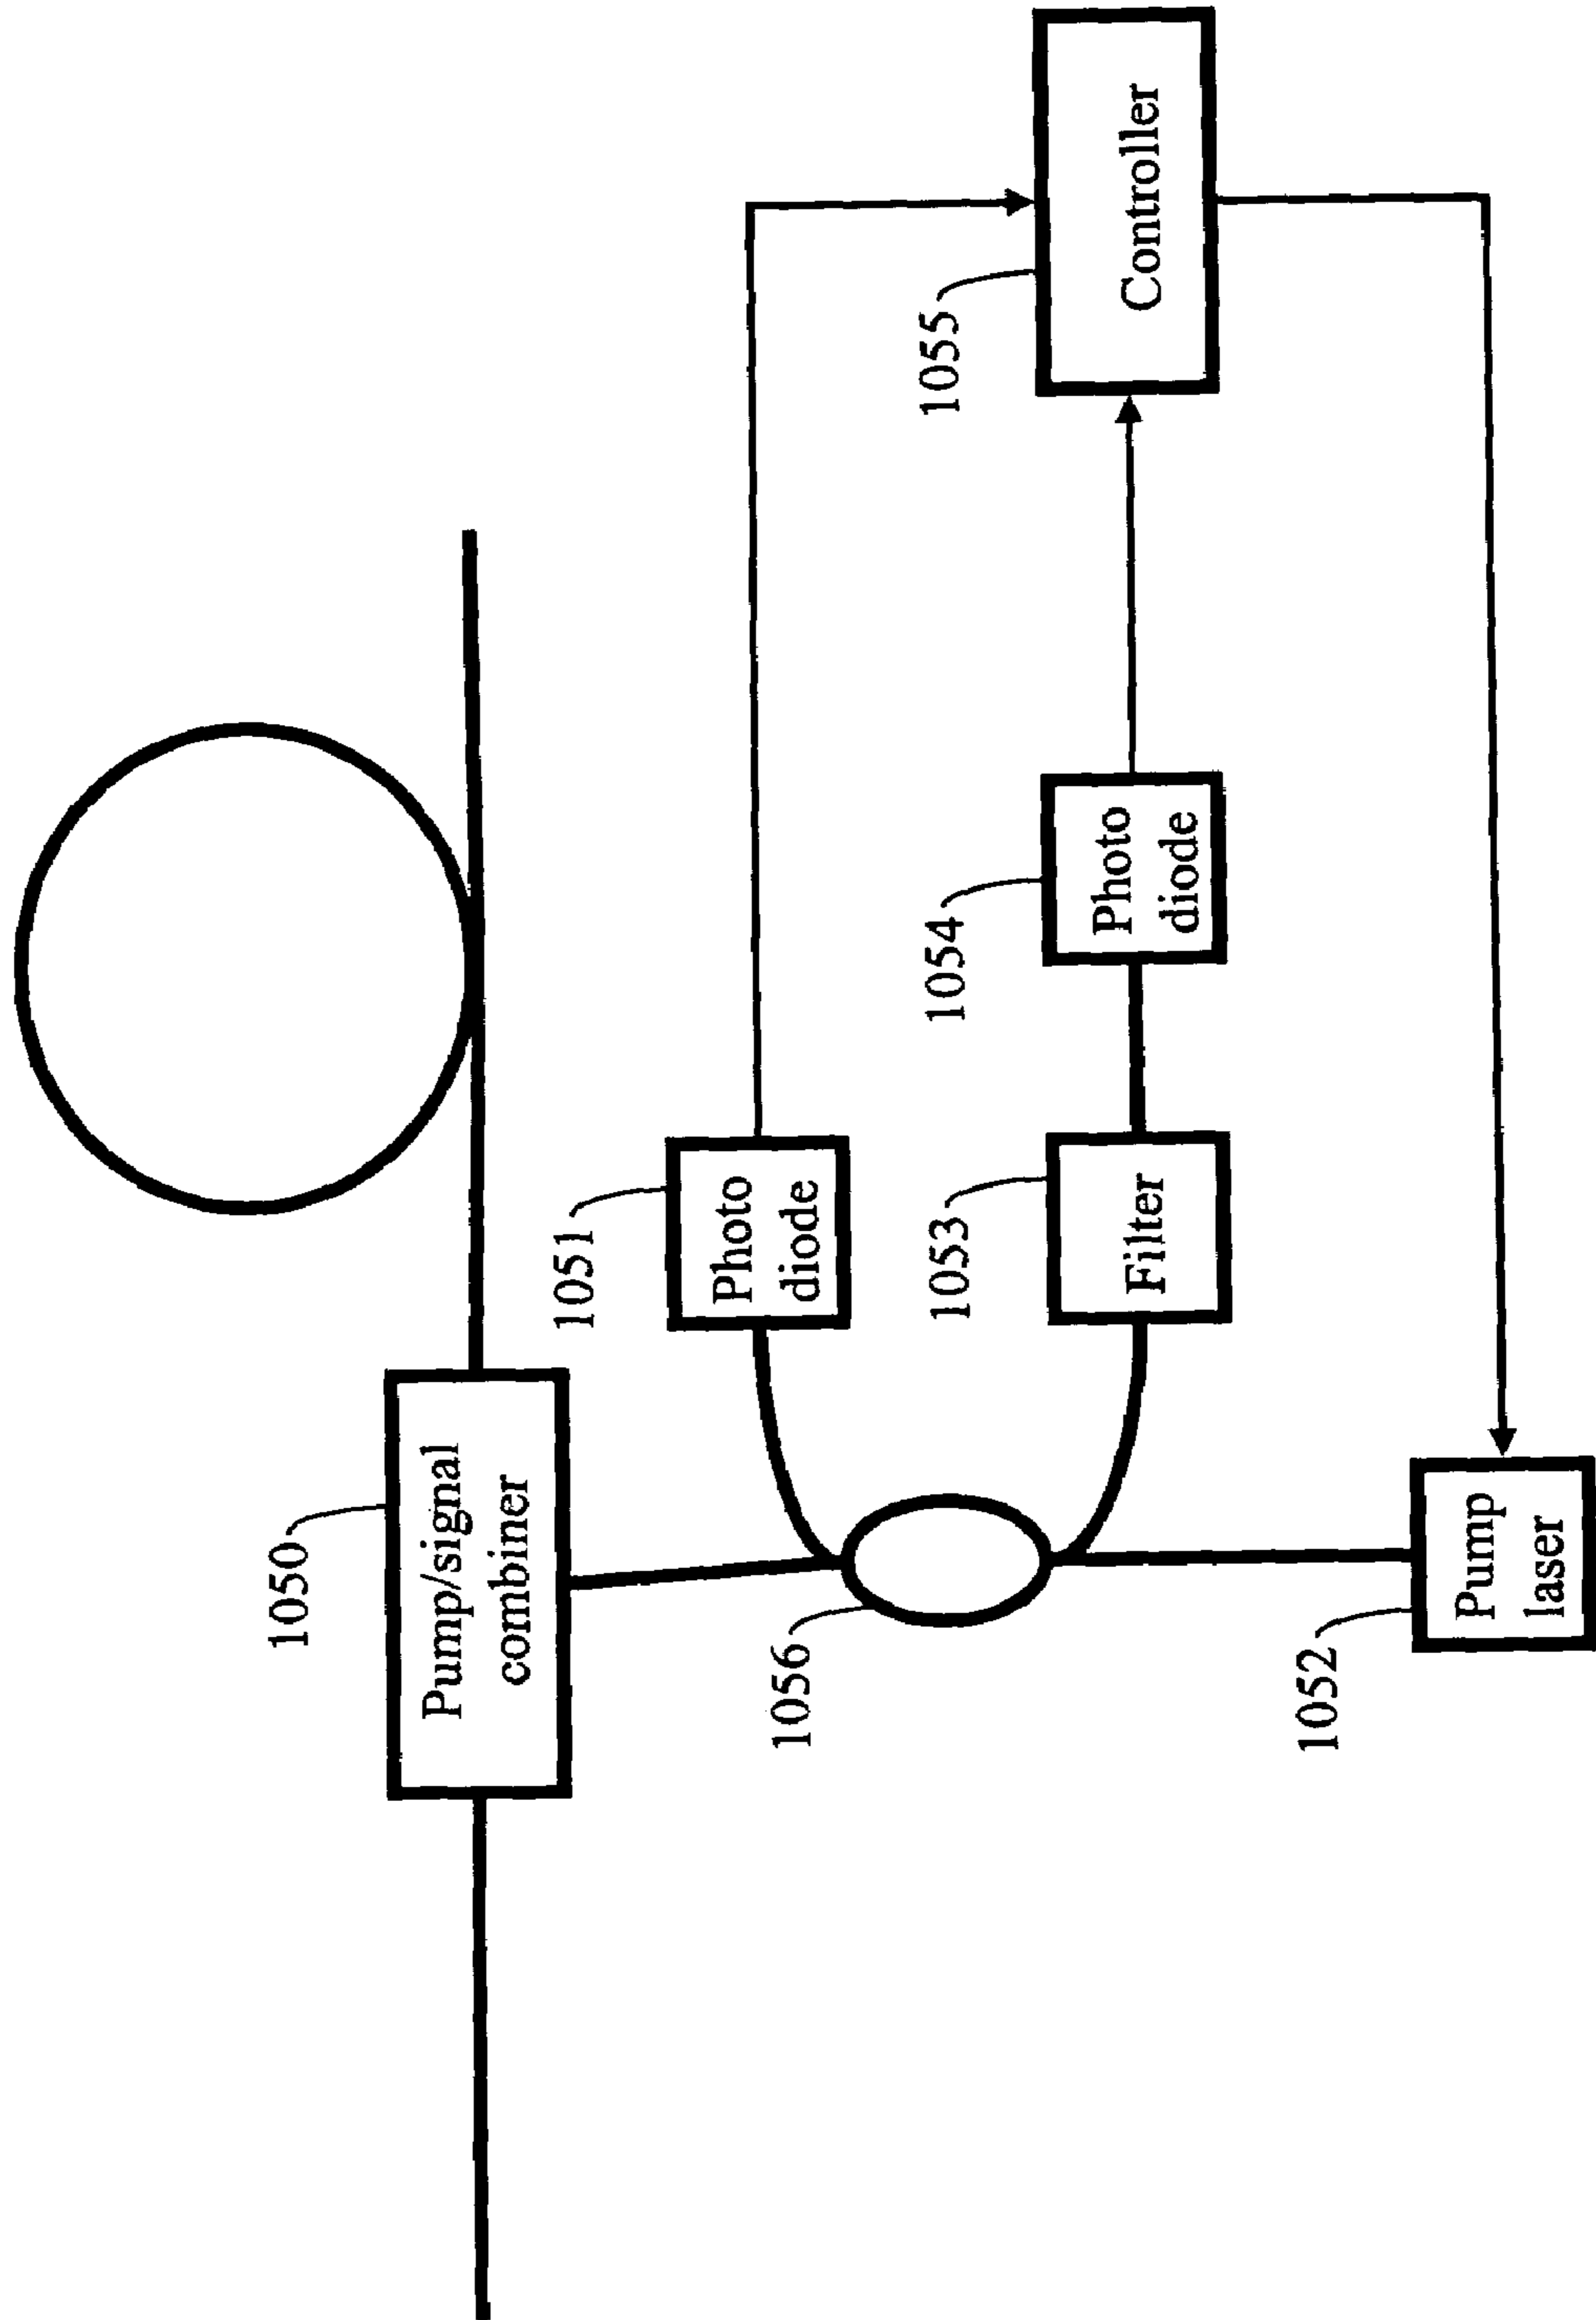 1050
Pump/signal
combiner
1051
Photo
diode
1056
1053
Filter
1054
Photo
diode
1055
Controller
1052
Pump
laser